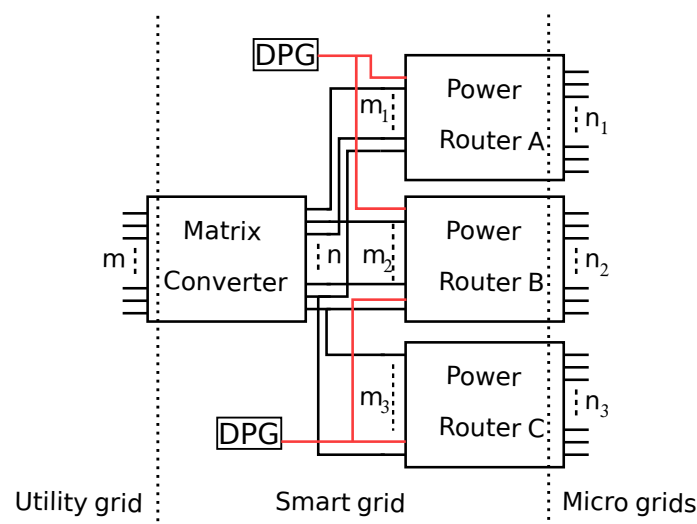 DPG
Power
Router A
m1
n1
Matrix
Converter
m
n
Power
Router B
m2
n2
Power
Router C
m3
n3
DPG
Utility grid
Smart grid
Micro grids